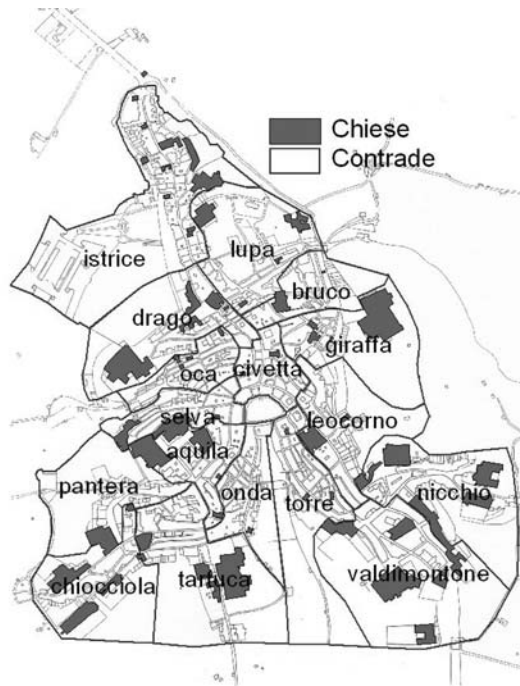 Chiese
Contrade
istrice
lupa
bruco
drago
giraffa
oca
civetta
selva
leocorno
aquila
pantera
onda
torre
nicchio
chiocciola
tartuca
valdimontone